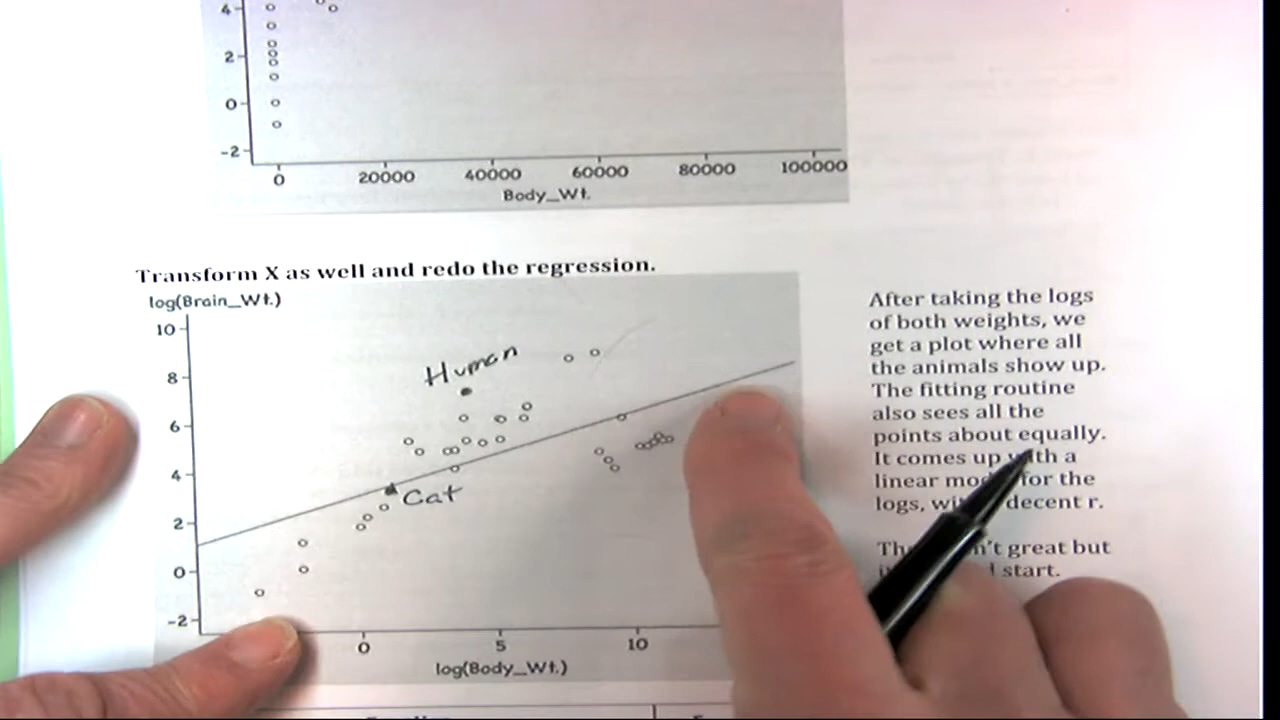 4
2
0
-2
0 20000 40000 60000 80000 100000
Body_Wt.
Transform X as well and redo the regression.
log(Brain_Wt.)
10
8
6
4
2
0
-2
Human
Cat
0 5 10
log(Body_Wt.)
After taking the logs
of both weights, we
get a plot where all
the animals show up.
The fitting routine
also sees all the
points about equally.
It comes up with a
linear for the
logs, decent r.
great but
start.